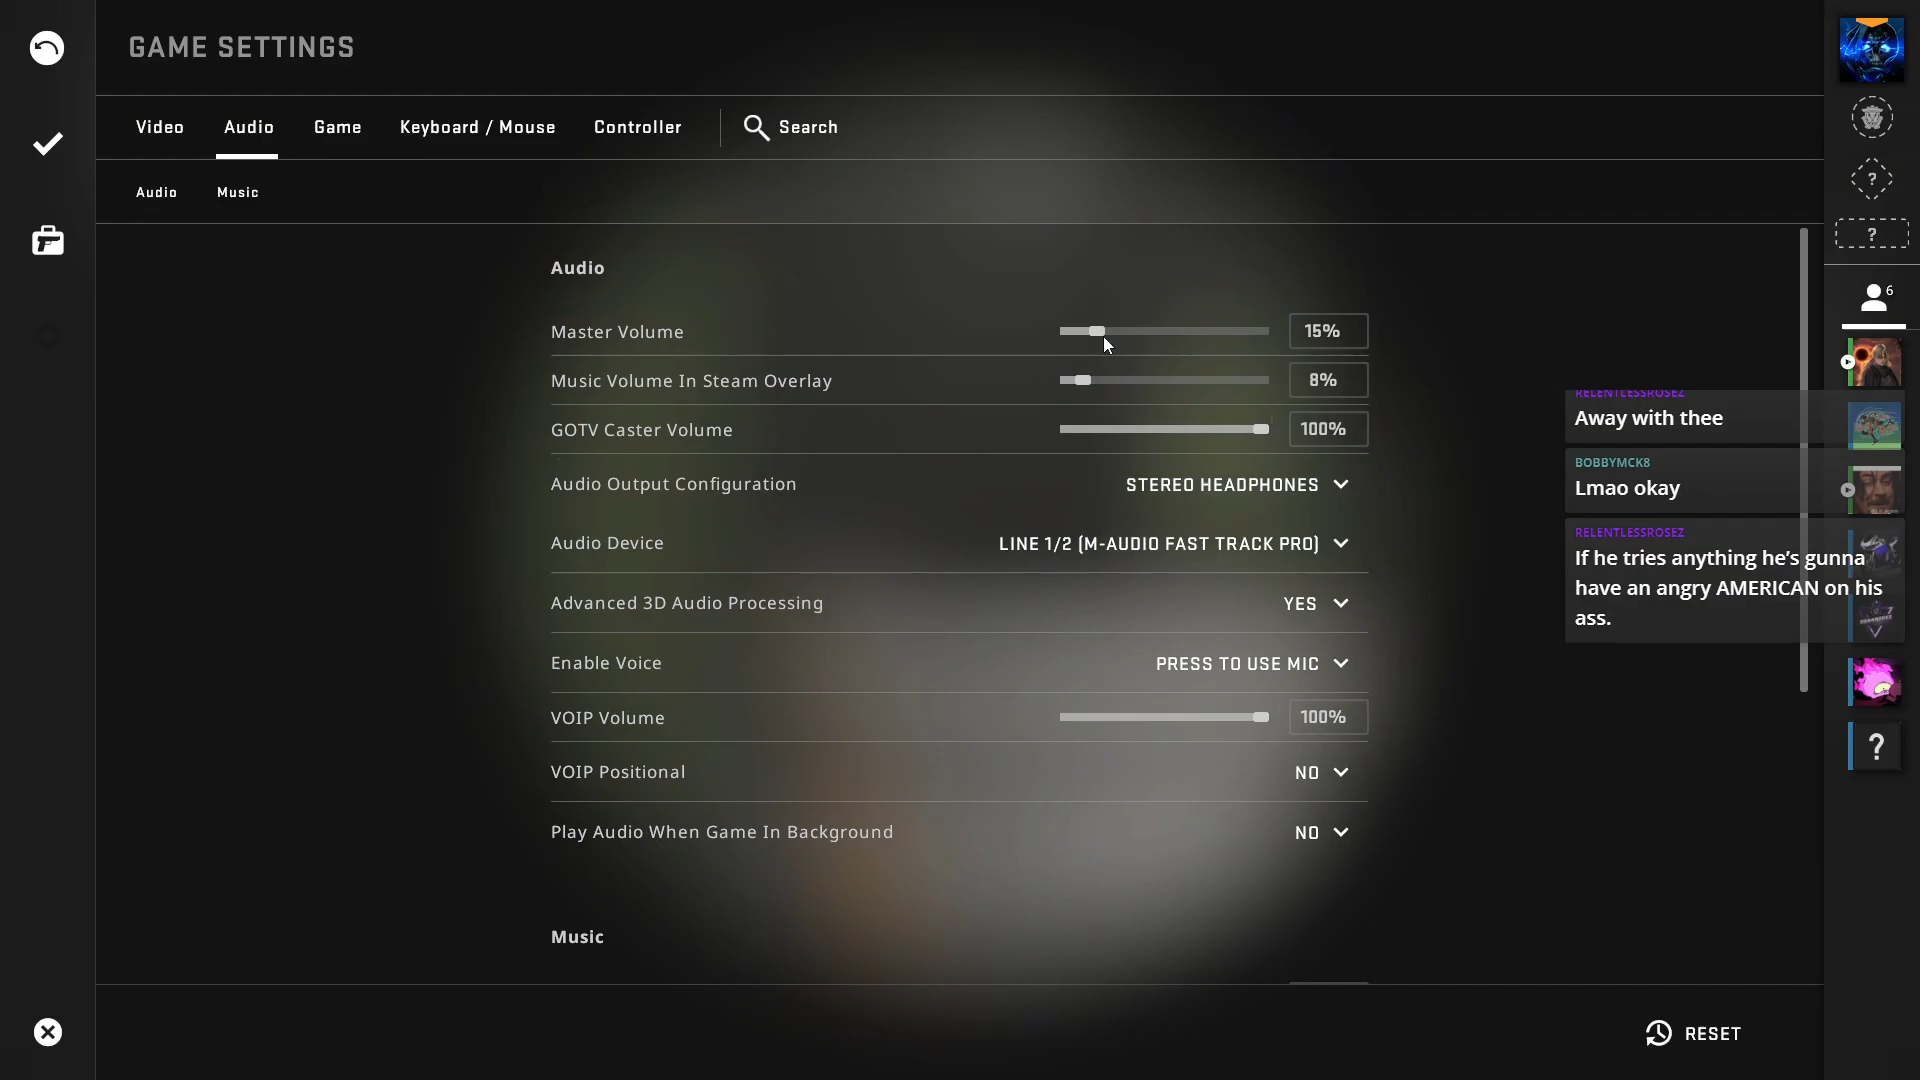 GAME SETTINGS
Video
Audio
Game
Keyboard / Mouse
Controller
Search
Audio
Music
Audio
Master Volume
15%
Music Volume In Steam Overlay
8%
GOTV Caster Volume
100%
Audio Output Configuration
STEREO HEADPHONES
Audio Device
LINE 1/2 (M-AUDIO FAST TRACK PRO)
Advanced 3D Audio Processing
YES
Enable Voice
PRESS TO USE MIC
VOIP Volume
100%
VOIP Positional
NO
Play Audio When Game In Background
NO
Music
RESET
?
?
6
RELENTLESSROSEZ
Away with thee
BOBBYMCK8
Lmao okay
RELENTLESSROSEZ
If he tries anything he's gunna
have an angry AMERICAN on his
ass.
?